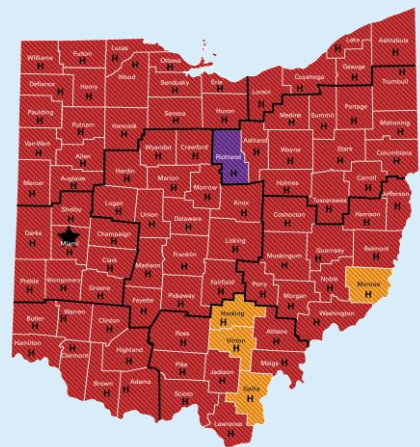 Williams
H
Fulton
H
Lucas
H
Ottawa
H
Lake
H
Ashtabula
H
Defiance
H
Henry
H
Wood
H
Sandusky
H
Erie
H
Lorain
H
Cuyahoga
H
Geauga
H
Trumbull
H
Paulding
H
Putnam
H
Hancock
H
Seneca
H
Huron
H
Medina
H
Summit
H
Portage
H
Mahoning
H
Van Wert
H
Allen
H
Wyandot
H
Crawford
H
Richland
H
Ashland
H
Wayne
H
Stark
H
Columbiana
H
Mercer
H
Auglaize
H
Hardin
H
Marion
H
Morrow
H
Holmes
H
Tuscarawas
H
Carroll
H
Jefferson
H
Shelby
H
Logan
H
Union
H
Delaware
H
Knox
H
Coshocton
H
Harrison
H
Darke
H
Miami
H
Champaign
H
Clark
H
Madison
H
Franklin
H
Licking
H
Muskingum
H
Guernsey
H
Belmont
H
Preble
H
Montgomery
H
Greene
H
Fayette
H
Pickaway
H
Fairfield
H
Perry
H
Morgan
H
Noble
H
Monroe
H
Butler
H
Warren
H
Clinton
H
Ross
H
Hocking
H
Athens
H
Washington
H
Hamilton
H
Clermont
H
Highland
H
Pike
H
Vinton
H
Meigs
H
Brown
H
Adams
H
Scioto
H
Jackson
H
Gallia
H
Lawrence
H